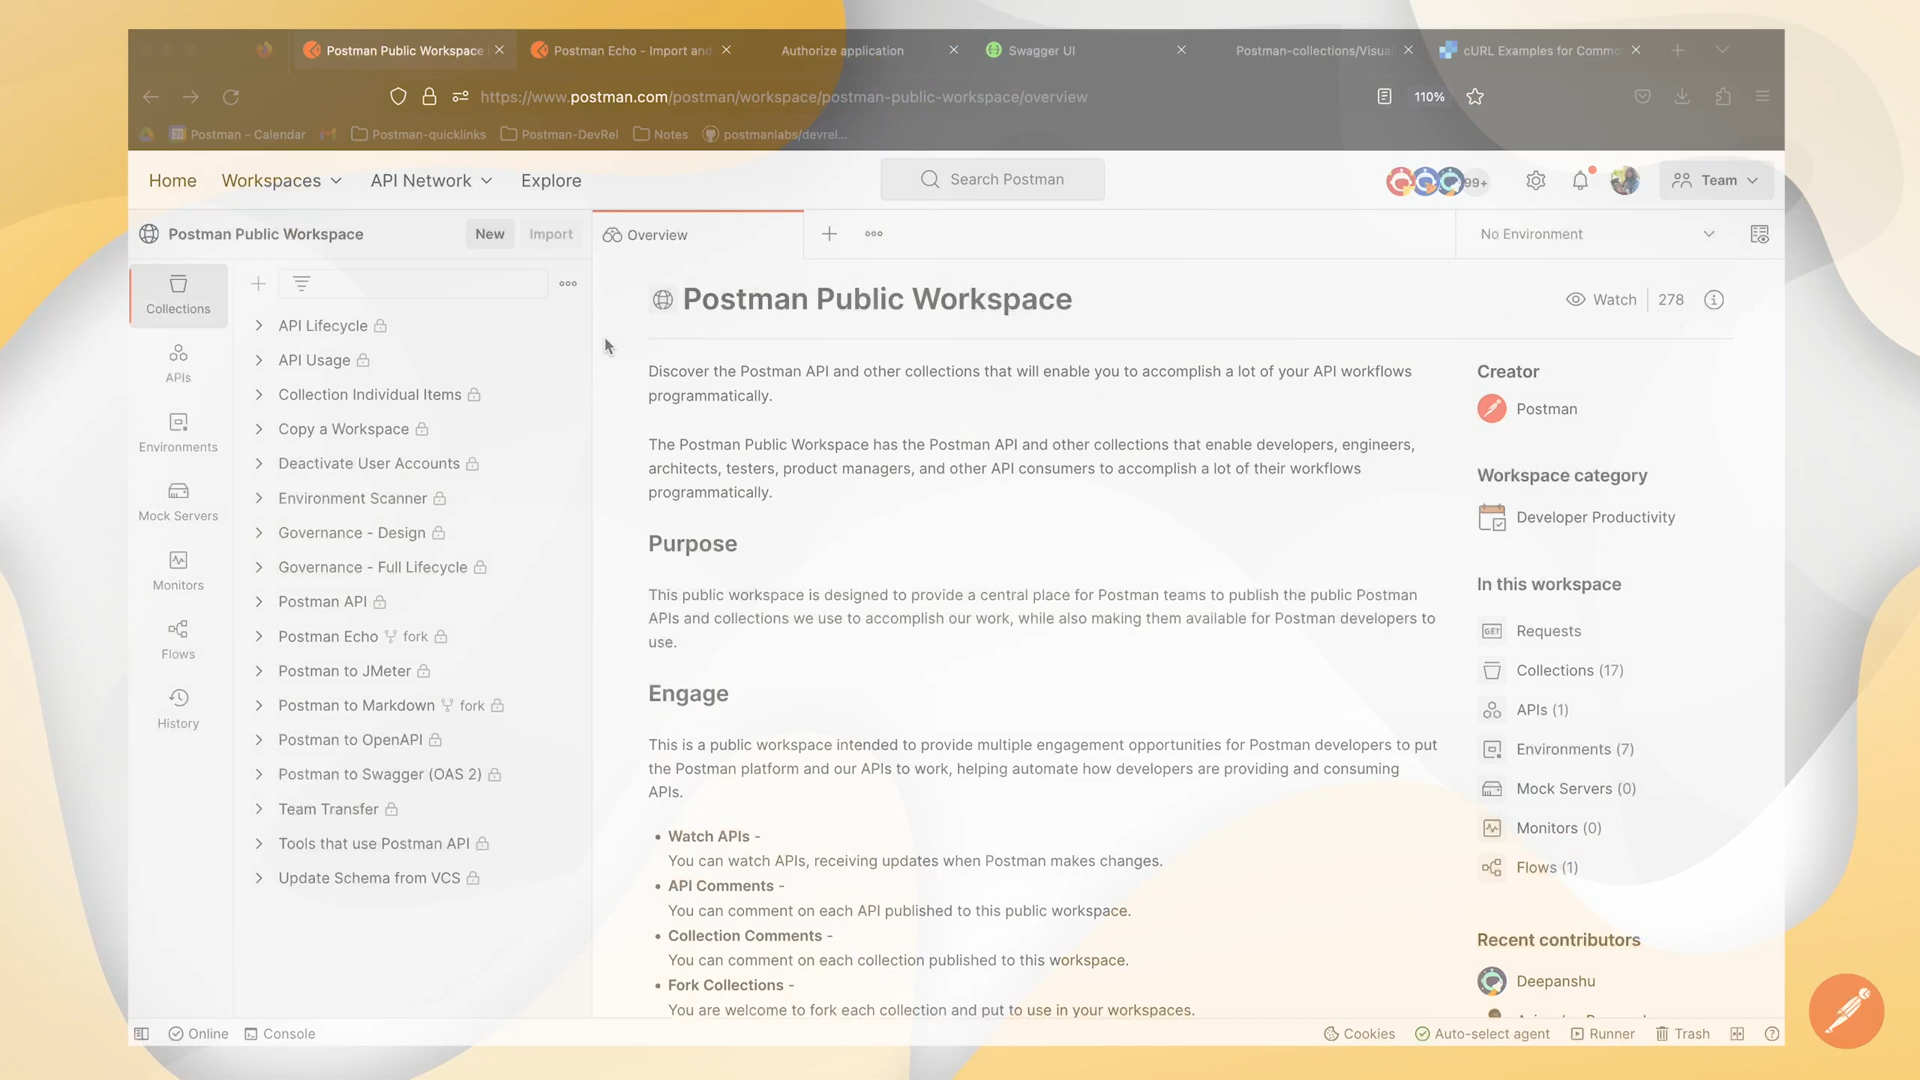 Postman Public Workspace
Postman Echo - Import and
Authorize application
Swagger UI
Postman-collections/Visual
cURL Examples for Commo
https://www.postman.com/postman/workspace/postman-public-workspace/overview
110%
Postman - Calendar
Postman-quicklinks
Postman-DevRel
Notes
postmanlabs/devrel...
Home
Workspaces
API Network
Explore
Search Postman
99+
Team
Postman Public Workspace
New
Import
Overview
No Environment
Collections
APIs
Environments
Mock Servers
Monitors
Flows
History
API Lifecycle
API Usage
Collection Individual Items
Copy a Workspace
Deactivate User Accounts
Environment Scanner
Governance - Design
Governance - Full Lifecycle
Postman API
Postman Echo fork
Postman to JMeter
Postman to Markdown fork
Postman to OpenAPI
Postman to Swagger (OAS 2)
Team Transfer
Tools that use Postman API
Update Schema from VCS
Postman Public Workspace
Watch 278
Discover the Postman API and other collections that will enable you to accomplish a lot of your API workflows
programmatically.
The Postman Public Workspace has the Postman API and other collections that enable developers, engineers,
architects, testers, product managers, and other API consumers to accomplish a lot of their workflows
programmatically.
Purpose
This public workspace is designed to provide a central place for Postman teams to publish the public Postman
APIs and collections we use to accomplish our work, while also making them available for Postman developers to
use.
Engage
This is a public workspace intended to provide multiple engagement opportunities for Postman developers to put
the Postman platform and our APIs to work, helping automate how developers are providing and consuming
APIs.
• Watch APIs -
You can watch APIs, receiving updates when Postman makes changes.
• API Comments -
You can comment on each API published to this public workspace.
• Collection Comments -
You can comment on each collection published to this workspace.
• Fork Collections -
You are welcome to fork each collection and put to use in your workspaces.
Creator
Postman
Workspace category
Developer Productivity
In this workspace
GET Requests
Collections (17)
APIs (1)
Environments (7)
Mock Servers (0)
Monitors (0)
Flows (1)
Recent contributors
Deepanshu
Online
Console
Cookies
Auto-select agent
Runner
Trash